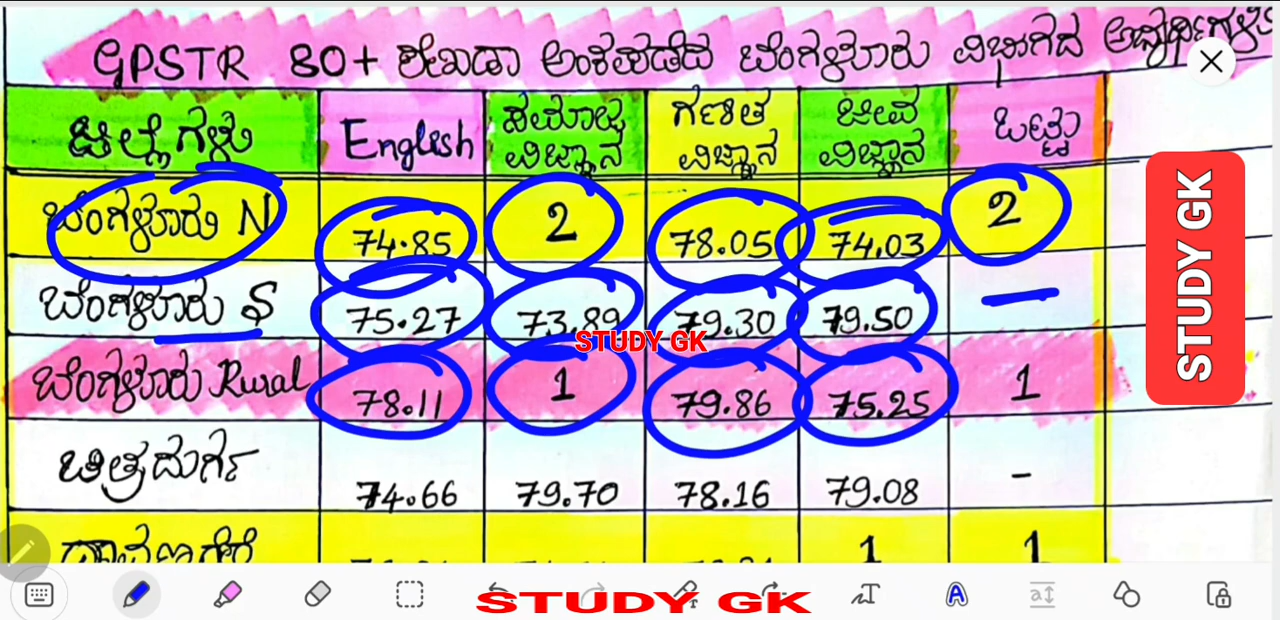 GPSTR 80+ ಶೇಖಡಾ ಅಂಕಪಡೆದ ಬೆಂಗಳೂರು ವಿಭಾಗದ
ಜಿಲ್ಲೆಗಳು English ಸಮಾಜ ವಿಜ್ಞಾನ ಗಣಿತ ವಿಜ್ಞಾನ ಜೀವ ವಿಜ್ಞಾನ ಒಟ್ಟು
ಬೆಂಗಳೂರು N 74.85 2 78.05 74.03 2
ಬೆಂಗಳೂರು S 75.27 73.89 79.30 79.50 –
ಬೆಂಗಳೂರು Rural 78.11 1 79.86 75.25 1
ಚಿತ್ರದುರ್ಗ 74.66 79.70 78.16 79.08 -
ದಾವಣಗೆರೆ 1 1
STUDY GK
STUDY GK
STUDY GK